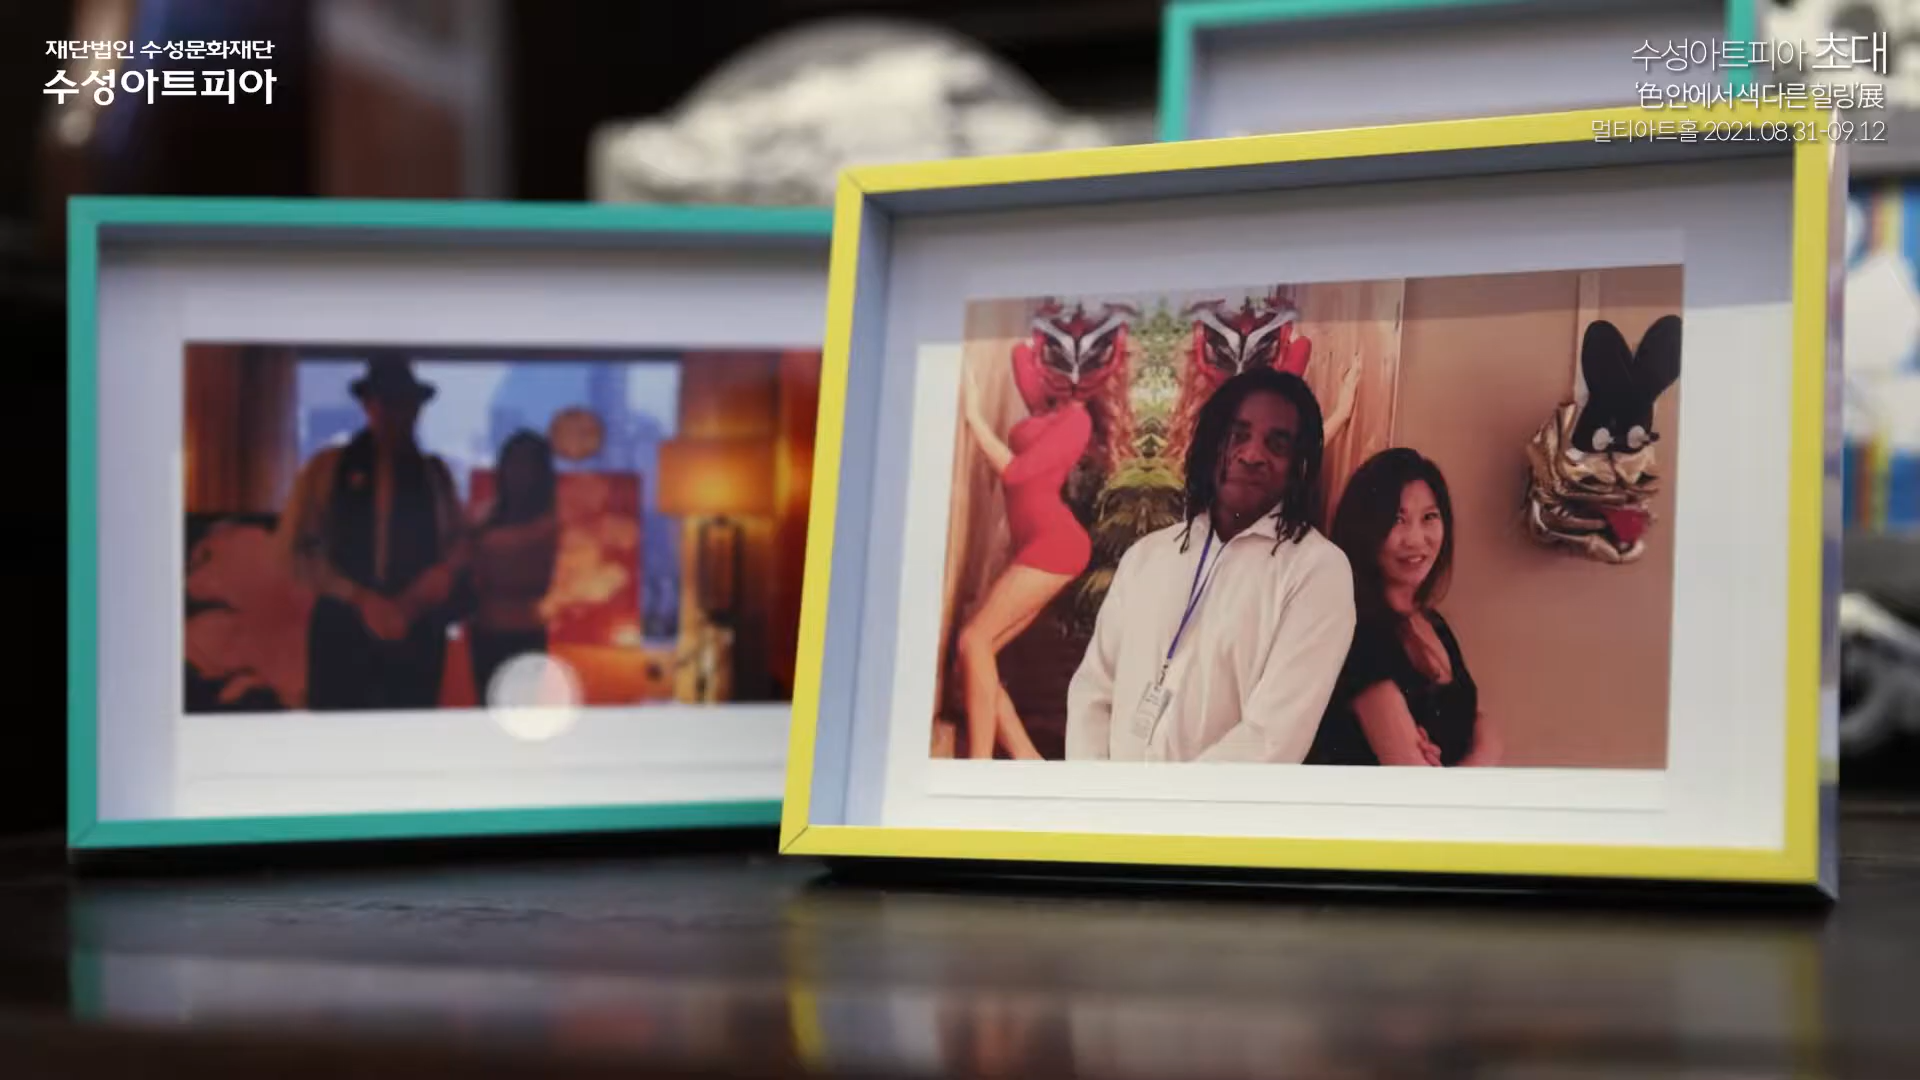 재단법인 수성문화재단
수성아트피아
수성아트피아 초대
'色안에서 색다른 힐링'展
멀티아트홀 2021.08.31-09.12